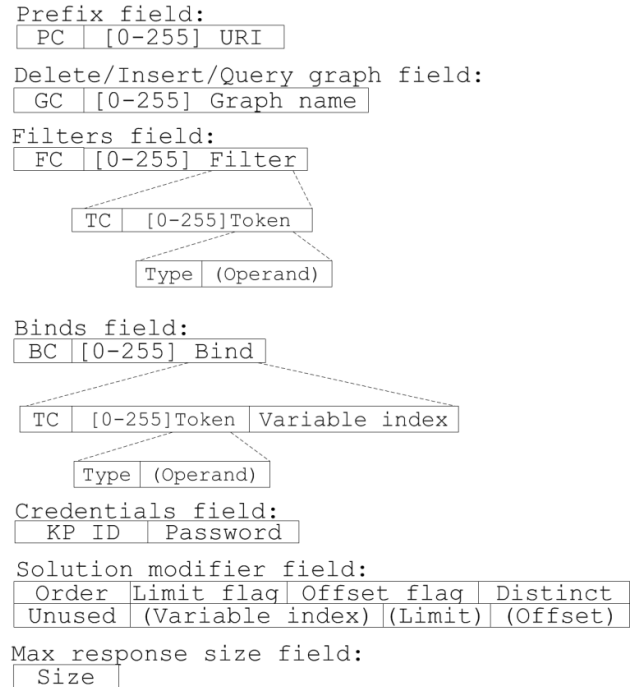 Prefix field:
PC [0-255] URI
Delete/Insert/Query graph field:
GC [0-255] Graph name
Filters field:
FC [0-255] Filter
TC [0-255]Token
Type (Operand)
Binds field:
BC [0-255] Bind
TC [0-255]Token Variable index
Type (Operand)
Credentials field:
KP ID Password
Solution modifier field:
Order Limit flag Offset flag Distinct
Unused (Variable index) (Limit) (Offset)
Max response size field:
Size